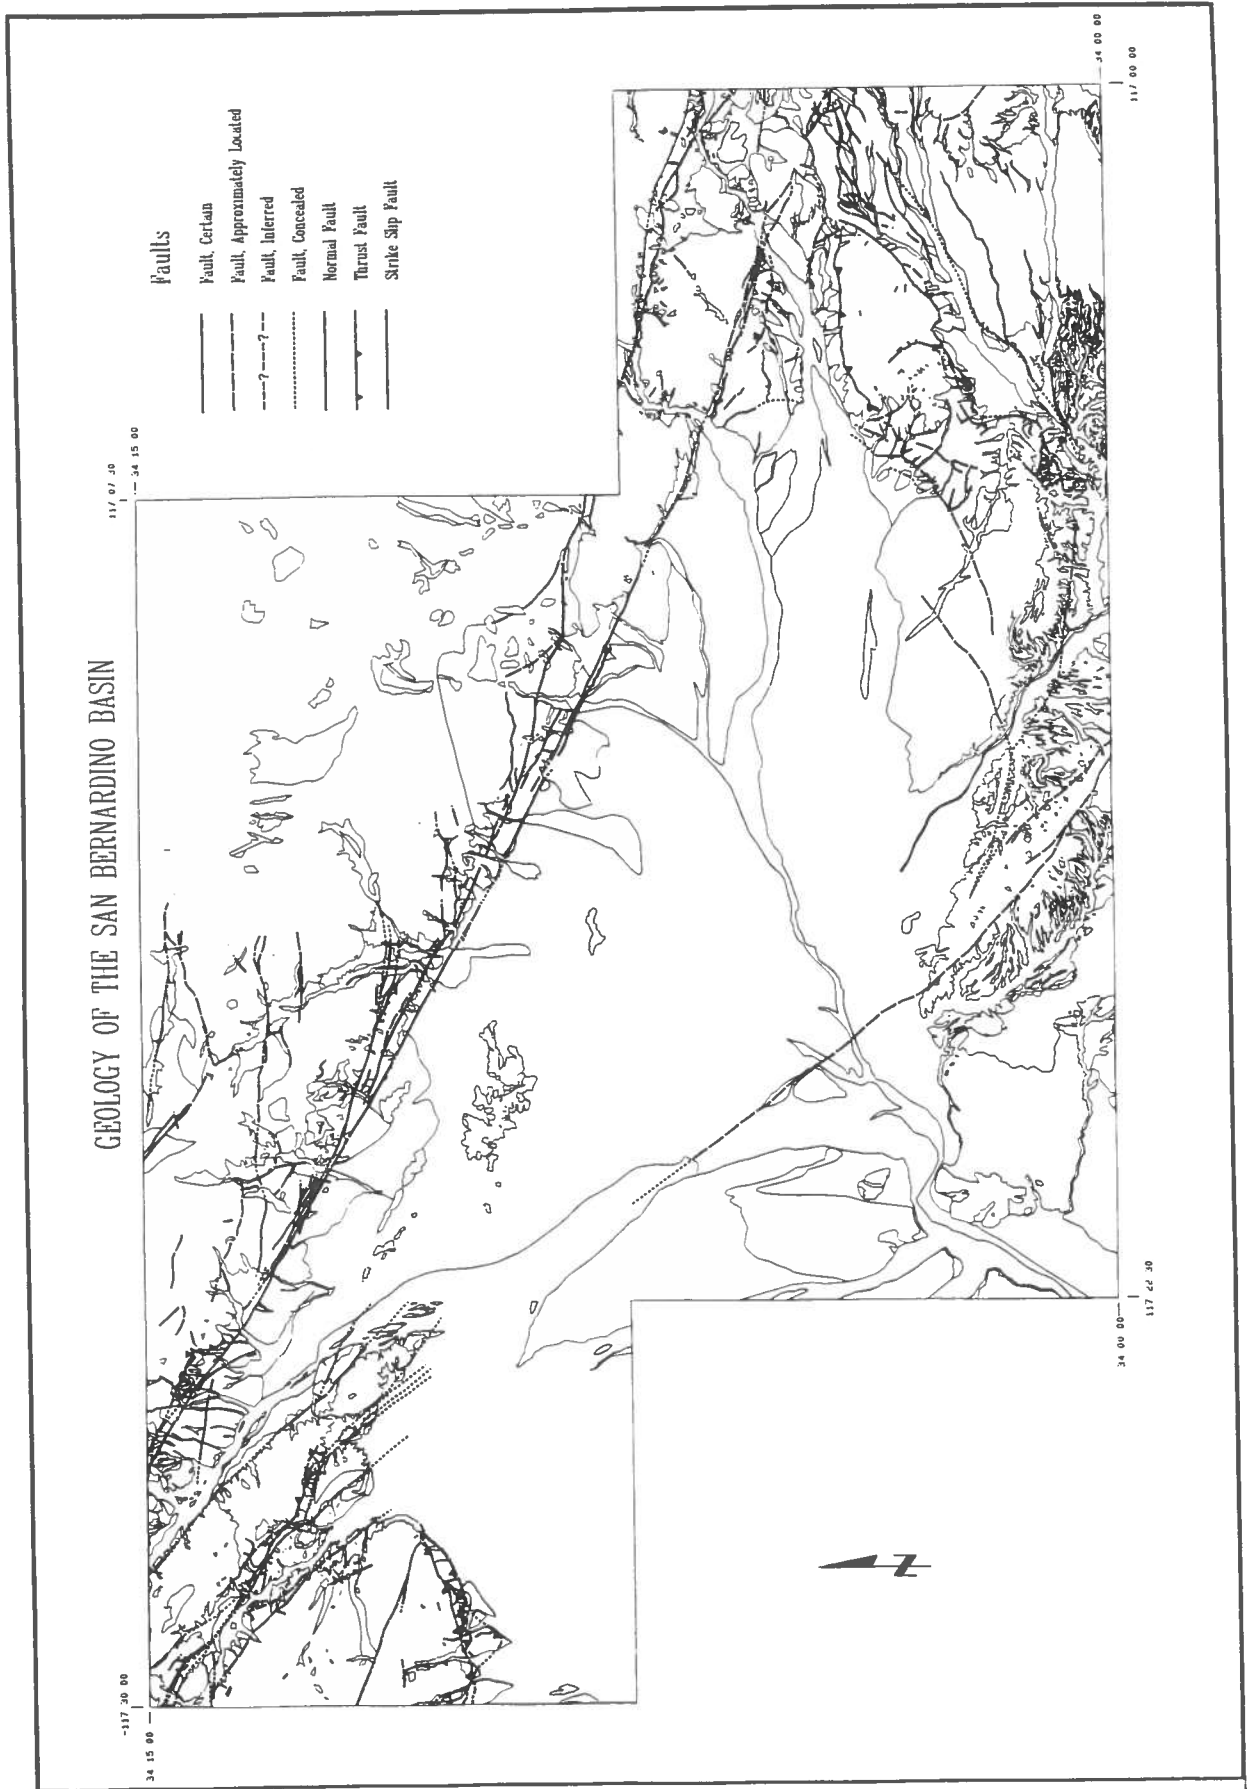 GEOLOGY OF THE SAN BERNARDINO BASIN
-117 30 00
117 07 30
34 15 00
34 15 00
Faults
Fault, Certain
Fault, Approximately Located
Fault, Inferred
Fault, Concealed
Normal Fault
Thrust Fault
Strike Slip Fault
?
?
N
34 00 00
34 00 00
117 22 30
117 00 00